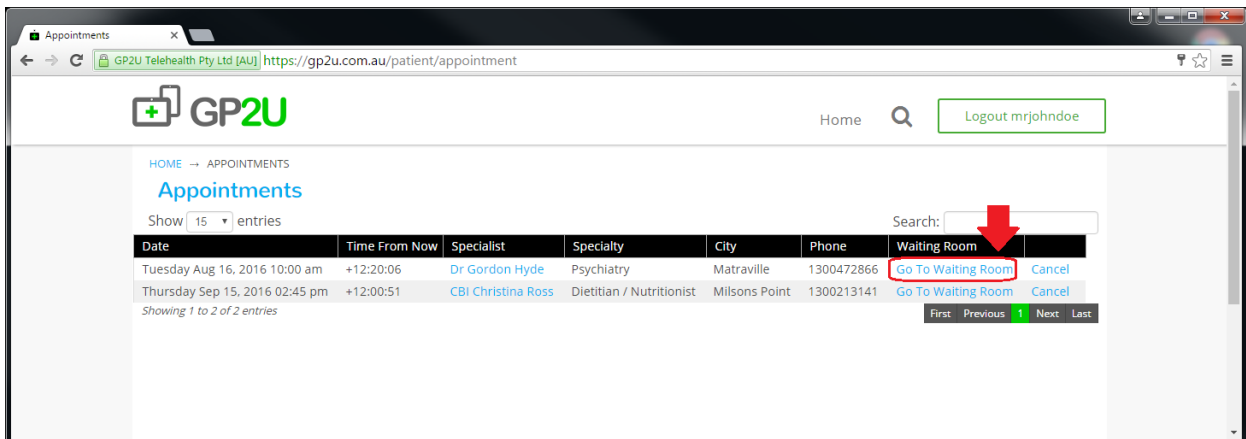 Appointments
GP2U Telehealth Pty Ltd [AU] https://gp2u.com.au/patient/appointment
GP2U
Home
Logout mrjohndoe
HOME → APPOINTMENTS
Appointments
Show 15 entries
Search:
Date Time From Now Specialist Specialty City Phone Waiting Room
Tuesday Aug 16, 2016 10:00 am +12:20:06 Dr Gordon Hyde Psychiatry Matraville 1300472866 Go To Waiting Room Cancel
Thursday Sep 15, 2016 02:45 pm +12:00:51 CBI Christina Ross Dietitian / Nutritionist Milsons Point 1300213141 Go To Waiting Room Cancel
Showing 1 to 2 of 2 entries
First Previous 1 Next Last